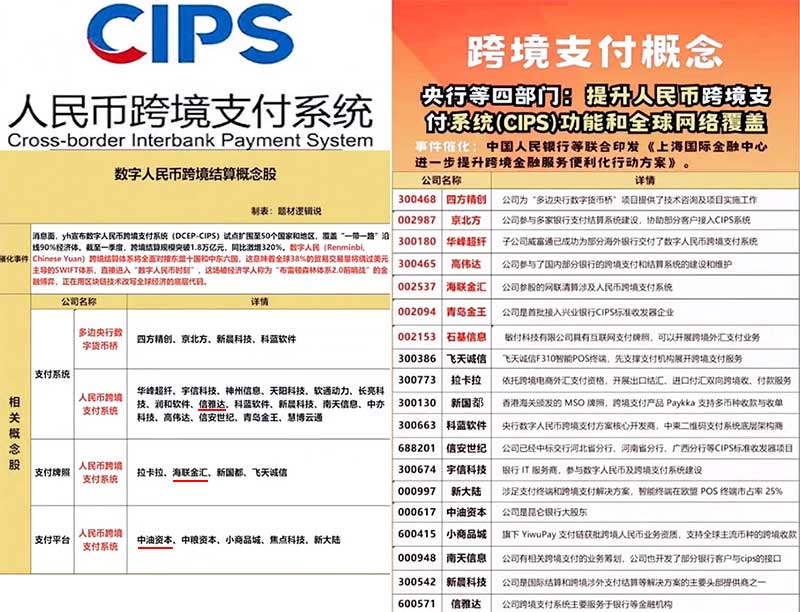 CIPS
人民币跨境支付系统
Cross-border Interbank Payment System
数字人民币跨境结算概念股
制表：题材逻辑说
催化事件
消息面，yh宣布数字人民币跨境支付系统（DCEP-CIPS）试点扩围至50个国家和地区，覆盖“一带一路”沿
线90%经济体。截至一季度，跨境结算规模突破1.8万亿元，同比激增320%。数字人民（Renminbi,
Chinese Yuan）跨境结算体系将全面对接东盟十国和中东六国，这意味着全球38%的贸易交易量将绕过美元
主导的SWIFT体系，直接进入“数字人民币时刻”，这场被经济学人称为“布雷顿森林体系2.0前哨战”的金
融博弈，正在用区块链技术改写全球经济的底层代码。
公司名称
详情
相关概念股
支付系统
多边央行数
字货币桥
四方精创、京北方、新晨科技、科蓝软件
人民币跨境
支付系统
华峰超纤、宇信科技、神州信息、天阳科技、软通动力、长亮科
技、润和软件、信雅达、科蓝软件、新晨科技、南天信息、中亦
科技、高伟达、信安世纪、青岛金王、慧博云通
支付牌照
人民币跨境
支付系统
拉卡拉、海联金汇、新国都、飞天诚信
支付平台
人民币跨境
支付系统
中油资本、中粮资本、小商品城、焦点科技、新大陆
跨境支付概念
央行等四部门：提升人民币跨境支
付系统(CIPS)功能和全球网络覆盖
事件催化：中国人民银行等联合印发《上海国际金融中心
进一步提升跨境金融服务便利化行动方案》。
公司名称 详情
300468 四方精创 公司为“多边央行数字货币桥”项目提供了技术咨询及项目实施工作
002987 京北方 公司参与多家银行支付结算系统建设，协助部分客户接入CIPS系统
300180 华峰超纤 子公司威富通已成功为部分海外银行交付了数字人民币跨境支付系统
300465 高伟达 公司参与了国内部分银行的跨境支付和结算系统的建设和维护
002537 海联金汇 公司参股的网联清算涉及人民币跨境支付系统
002094 青岛金王 公司是首批接入兴业银行CIPS标准收发器企业
002153 石基信息 敏付科技有限公司具有互联网支付牌照，可以开展跨境外汇支付业务
300386 飞天诚信 飞天诚信F310智能POS终端，先支撑支付机构展开跨境支付服务
300773 拉卡拉 依托跨境电商外汇支付资格，开展出口结汇、进口付汇双向跨境收、付款服务
300130 新国都 香港海关颁发的 MSO 牌照，跨境支付产品 Paykka 支持多币种收款与收单
300663 科蓝软件 央行数字人民币跨境支付方案核心开发商，中柬二维码支付系统底层架构商
688201 信安世纪 公司已经中标交行河北省分行、河南省分行、广西分行等CIPS标准收发器项目
300674 宇信科技 银行 IT 服务商，参与数字人民币及跨境支付系统建设
000997 新大陆 涉足支付终端和跨境支付解决方案，智能终端在欧盟 POS 终端市占率 25%
000617 中油资本 公司是昆仑银行大股东
600415 小商品城 旗下 YiwuPay 支付链获批跨境人民币业务资质，支持全球主流币种的跨境收款
000948 南天信息 公司有相关跨境支付的业务筹划，公司也开发了部分银行客户与cips的接口
300542 新晨科技 公司是国际结算和跨境涉外支付结算等解决方案的主要头部提供商之一
600571 信雅达 公司跨境支付系统主要服务于银行等金融机构